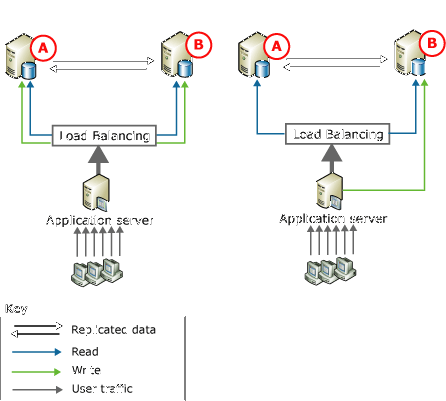 A B A B
Load Balancing Load Balancing
Application server Application server
Key
Replicated data
Read
Write
User traffic